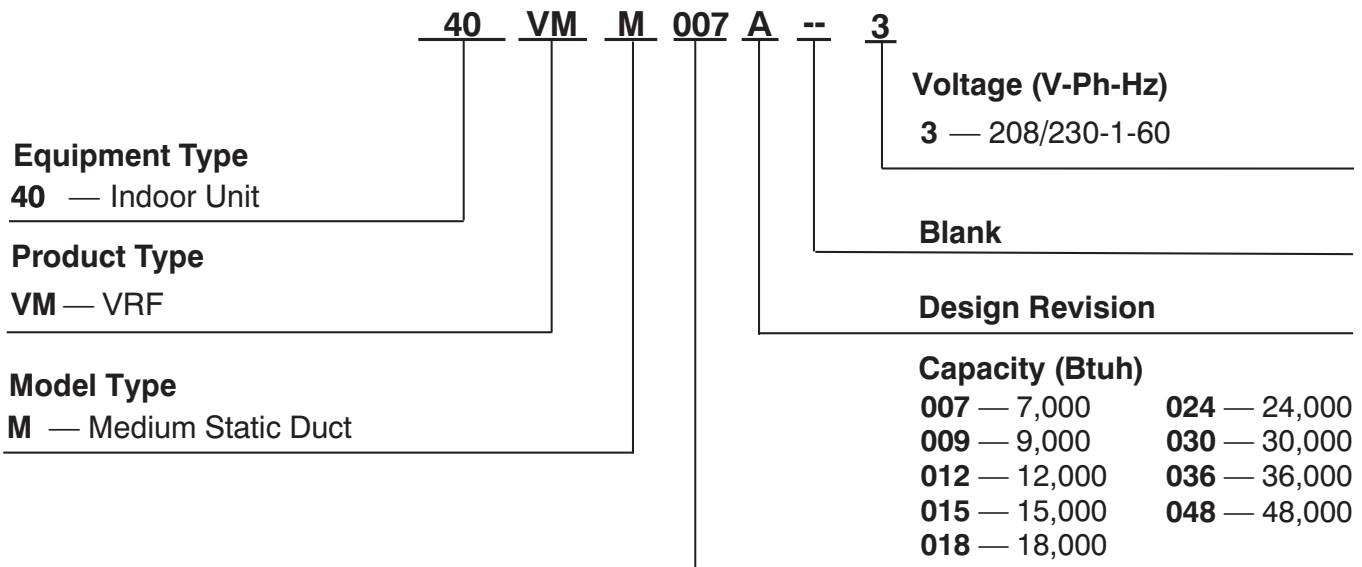 40 VM M 007 A -- 3
Equipment Type
40 — Indoor Unit
Product Type
VM — VRF
Model Type
M — Medium Static Duct
Voltage (V-Ph-Hz)
3 — 208/230-1-60
Blank
Design Revision
Capacity (Btuh)
007 — 7,000 024 — 24,000
009 — 9,000 030 — 30,000
012 — 12,000 036 — 36,000
015 — 15,000 048 — 48,000
018 — 18,000